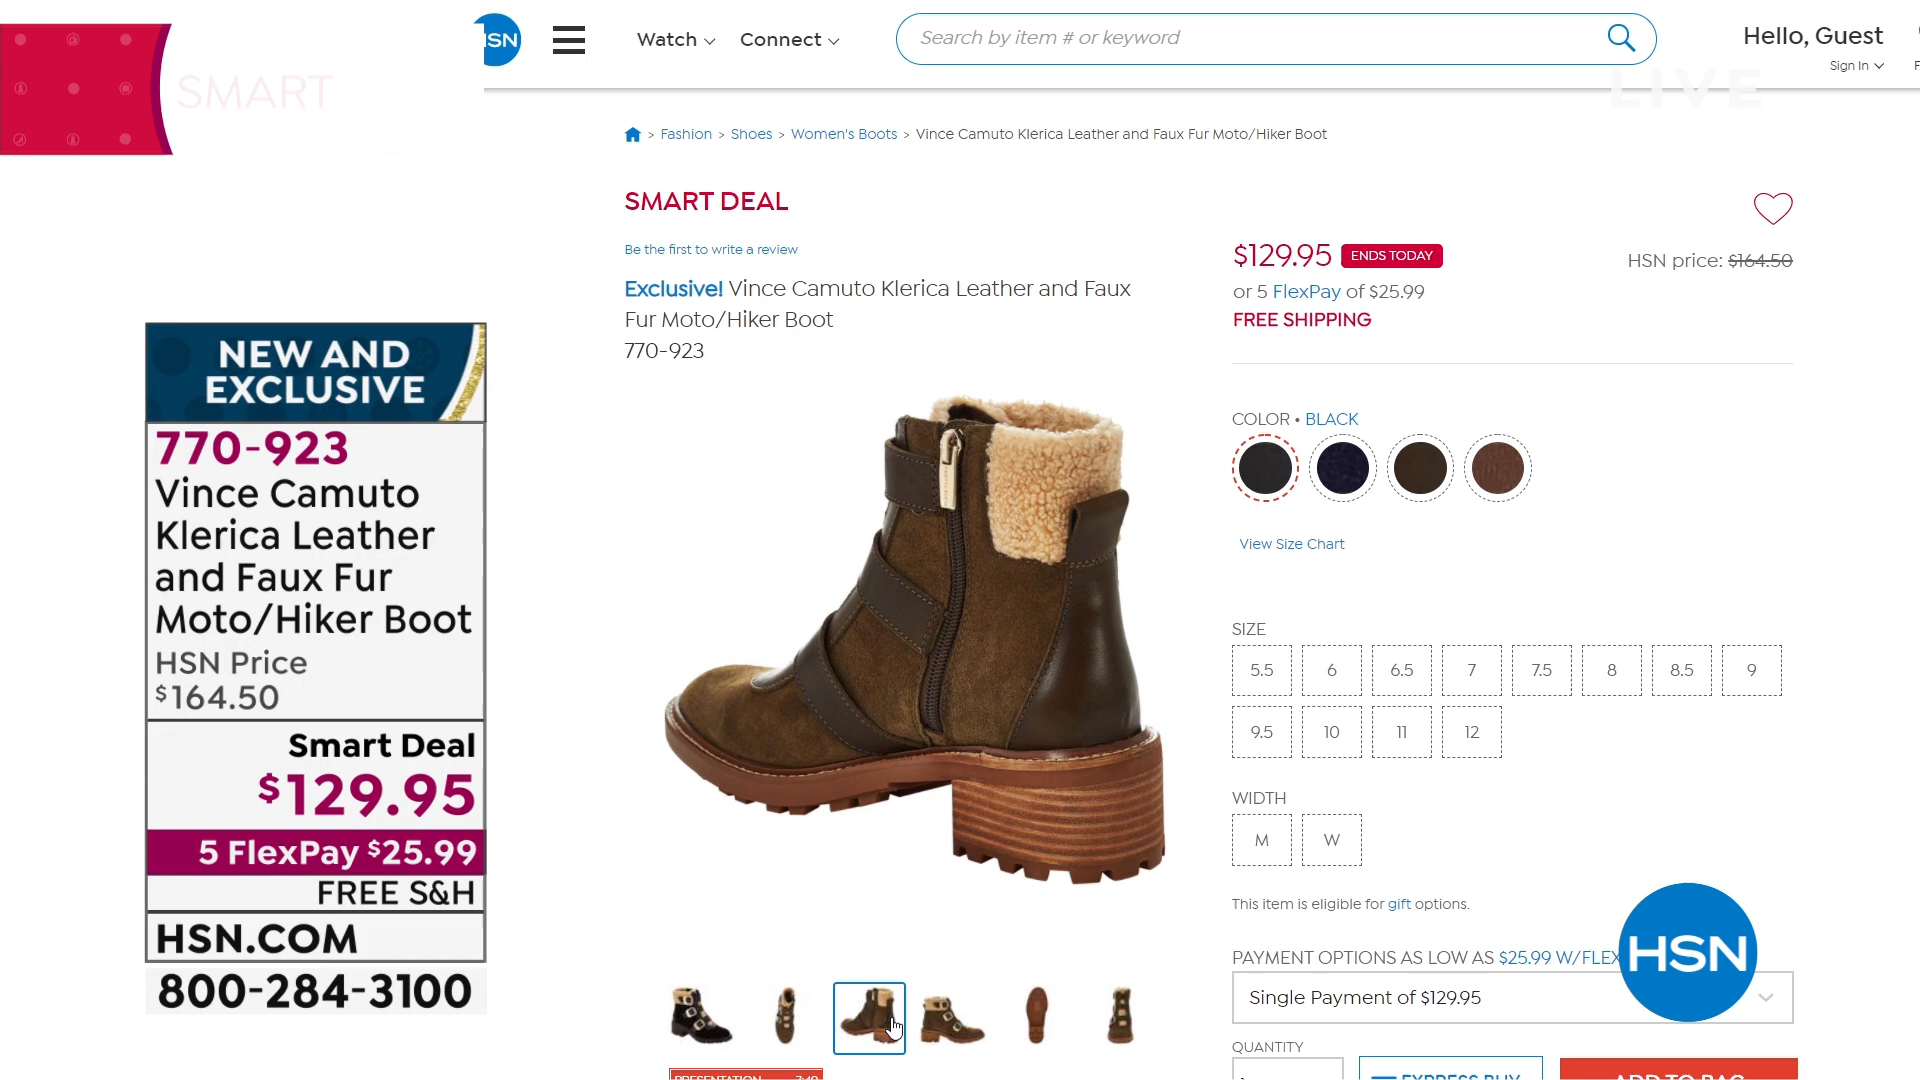 SMART
HSN
Watch
Connect
Search by item # or keyword
Hello, Guest
Sign In
F
LIVE
> Fashion > Shoes > Women's Boots > Vince Camuto Klerica Leather and Faux Fur Moto/Hiker Boot
SMART DEAL
Be the first to write a review
Exclusive! Vince Camuto Klerica Leather and Faux
Fur Moto/Hiker Boot
770-923
$129.95 ENDS TODAY
HSN price: $164.50
or 5 FlexPay of $25.99
FREE SHIPPING
COLOR • BLACK
View Size Chart
SIZE
5.5 6 6.5 7 7.5 8 8.5 9
9.5 10 11 12
WIDTH
M W
This item is eligible for gift options.
PAYMENT OPTIONS AS LOW AS $25.99 W/FLEX
Single Payment of $129.95
QUANTITY
EXPRESS BUY
ADD TO BAG
HSN
PRESENTATION
NEW AND
EXCLUSIVE
770-923
Vince Camuto
Klerica Leather
and Faux Fur
Moto/Hiker Boot
HSN Price
$164.50
Smart Deal
$129.95
5 FlexPay $25.99
FREE S&H
HSN.COM
800-284-3100